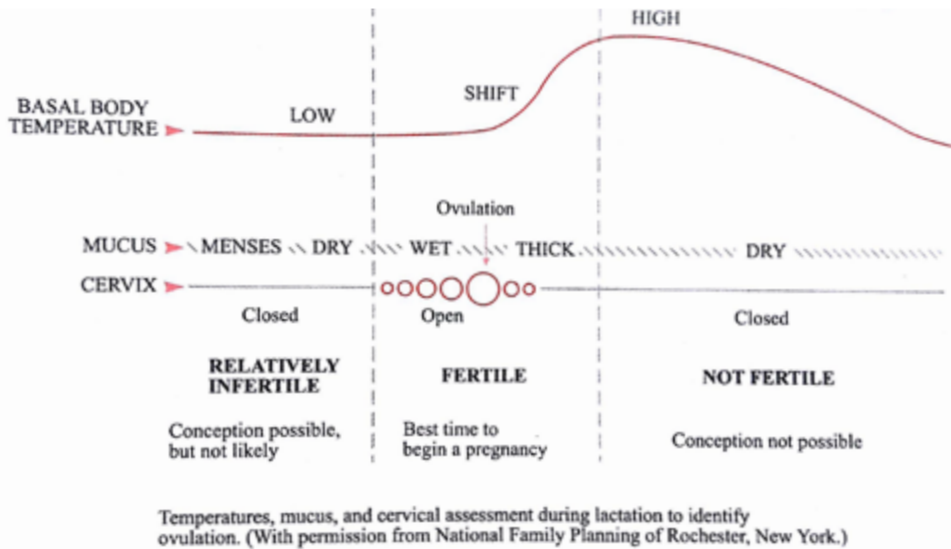 HIGH
SHIFT
BASAL BODY
TEMPERATURE
LOW
Ovulation
MUCUS MENSES DRY WET THICK DRY
CERVIX
Closed Open Closed
RELATIVELY
INFERTILE
FERTILE
NOT FERTILE
Conception possible,
but not likely
Best time to
begin a pregnancy
Conception not possible
Temperatures, mucus, and cervical assessment during lactation to identify
ovulation. (With permission from National Family Planning of Rochester, New York.)